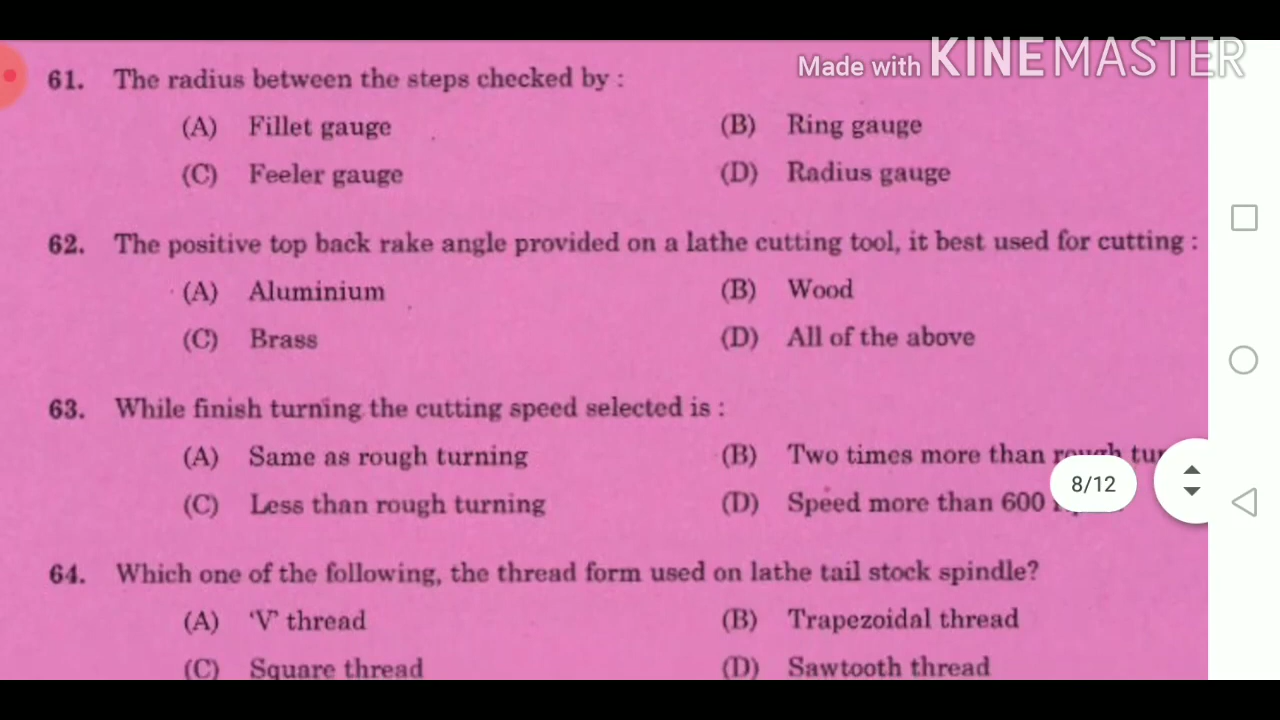 Made with KINEMASTER
61. The radius between the steps checked by :
(A) Fillet gauge (B) Ring gauge
(C) Feeler gauge (D) Radius gauge
62. The positive top back rake angle provided on a lathe cutting tool, it best used for cutting :
(A) Aluminium (B) Wood
(C) Brass (D) All of the above
63. While finish turning the cutting speed selected is :
(A) Same as rough turning (B) Two times more than rough tur
8/12
(C) Less than rough turning (D) Speed more than 600
64. Which one of the following, the thread form used on lathe tail stock spindle?
(A) 'V' thread (B) Trapezoidal thread
(C) Square thread (D) Sawtooth thread